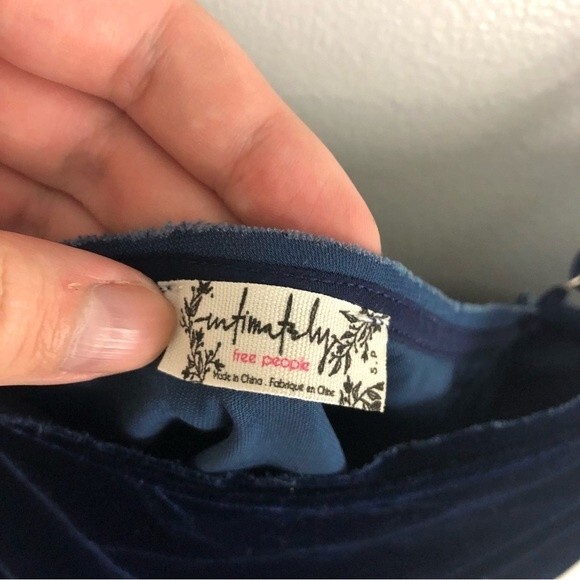 intimately
free people
Made in China . Fabriqué en Chine
S.P